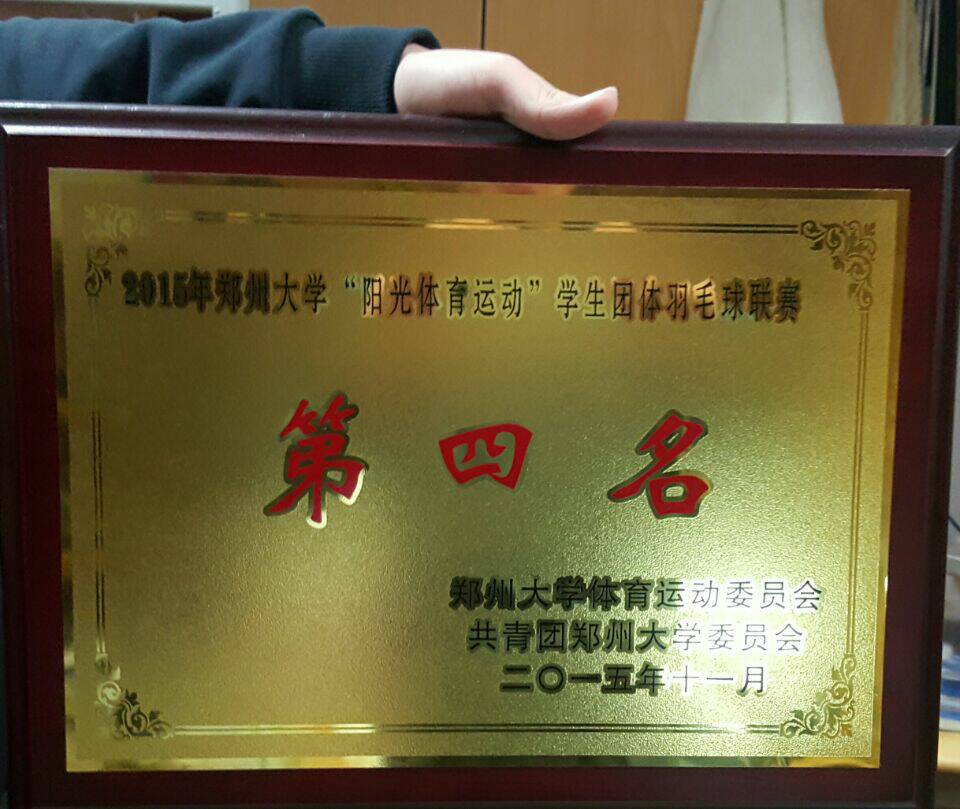 2015年郑州大学“阳光体育运动”学生团体羽毛球联赛
第四名
郑州大学体育运动委员会
共青团郑州大学委员会
二〇一五年十一月